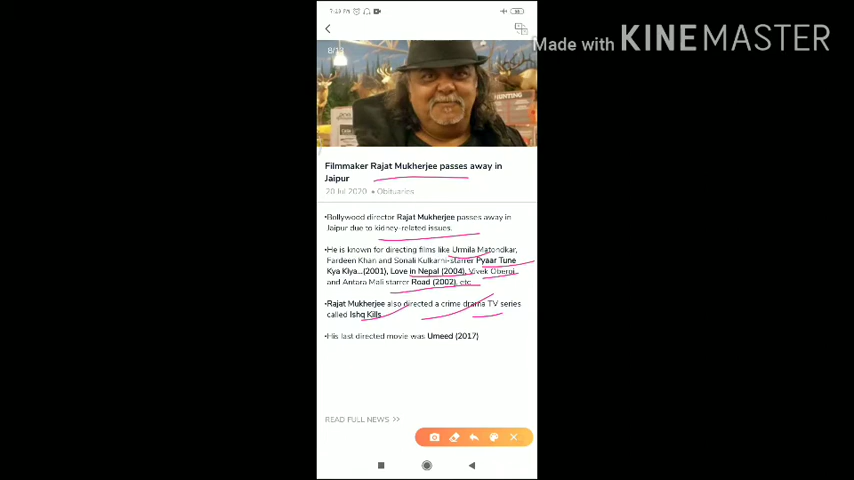 7:43 PM
Made with KINEMASTER
HUNTING
Filmmaker Rajat Mukherjee passes away in
Jaipur
20 Jul 2020 • Obituaries
•Bollywood director Rajat Mukherjee passes away in
Jaipur due to kidney-related issues.
•He is known for directing films like Urmila Matondkar,
Fardeen Khan and Sonali Kulkarni-starrer Pyaar Tune
Kya Kiya...(2001), Love in Nepal (2004), Vivek Oberoi
and Antara Mali starrer Road (2002), etc.
•Rajat Mukherjee also directed a crime drama TV series
called Ishq Kills
•His last directed movie was Umeed (2017)
READ FULL NEWS >>